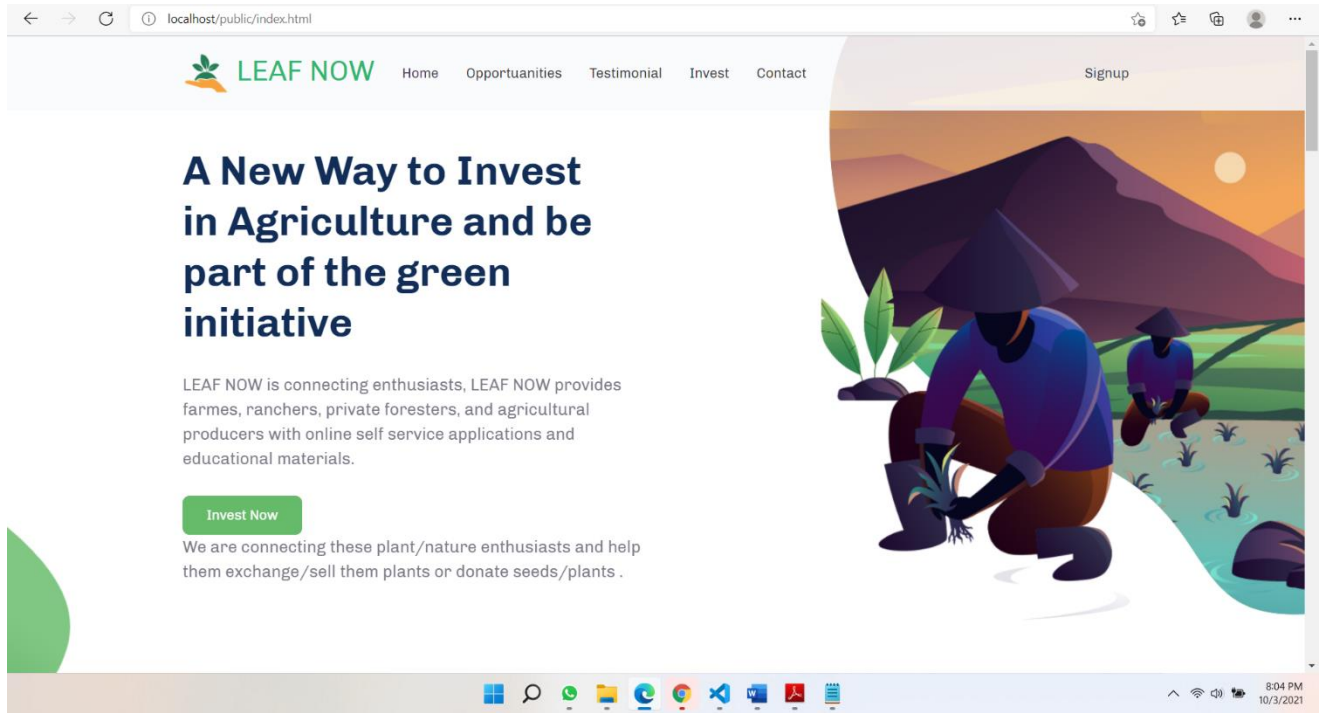 localhost/public/index.html
LEAF NOW Home Opportuanities Testimonial Invest Contact Signup
A New Way to Invest
in Agriculture and be
part of the green
initiative
LEAF NOW is connecting enthusiasts, LEAF NOW provides
farmes, ranchers, private foresters, and agricultural
producers with online self service applications and
educational materials.
Invest Now
We are connecting these plant/nature enthusiasts and help
them exchange/sell them plants or donate seeds/plants .
8:04 PM
10/3/2021